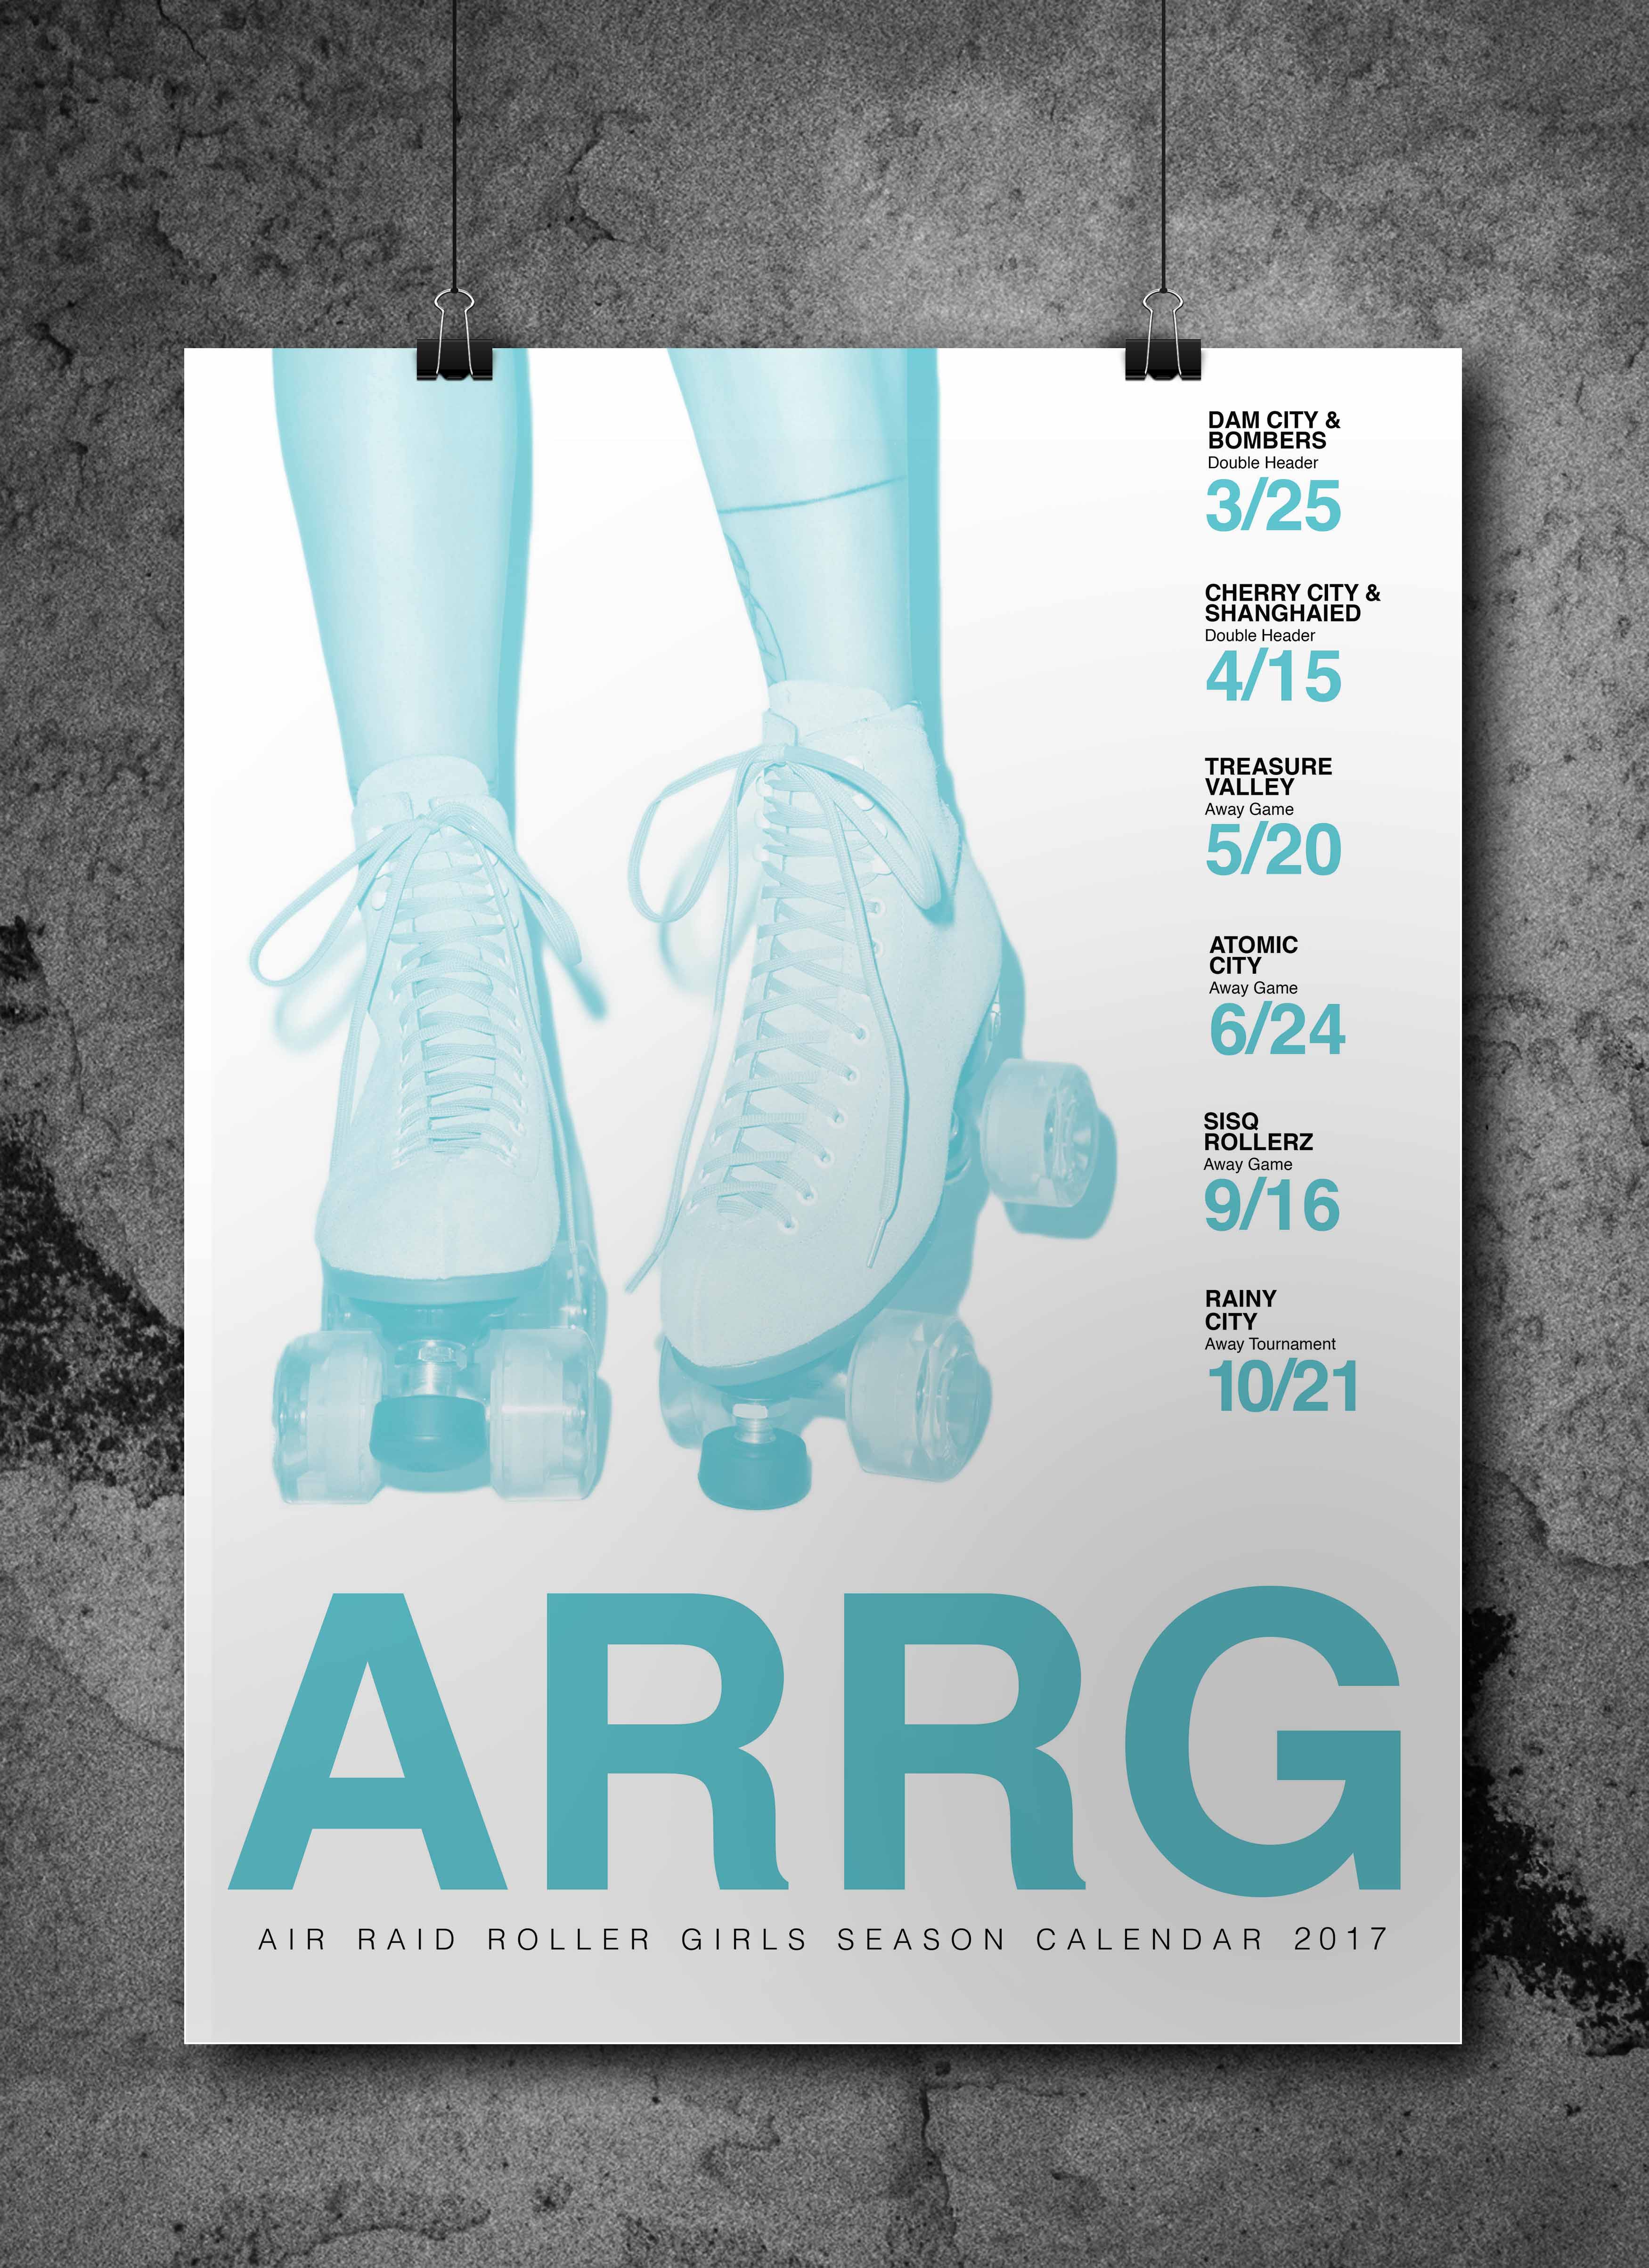 DAM CITY &
BOMBERS
Double Header
3/25
CHERRY CITY &
SHANGHAIED
Double Header
4/15
TREASURE
VALLEY
Away Game
5/20
ATOMIC
CITY
Away Game
6/24
SISQ
ROLLERZ
Away Game
9/16
RAINY
CITY
Away Tournament
10/21
ARRG
AIR RAID ROLLER GIRLS SEASON CALENDAR 2017